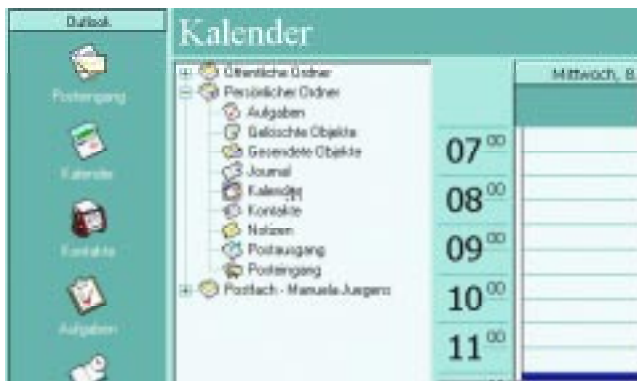 Outlook
Posteingang
Kalender
Kontakte
Aufgaben
Kalender
Öffentliche Ordner
Persönlicher Ordner
Aufgaben
Gelöschte Objekte
Gesendete Objekte
Journal
Kalender
Kontakte
Notizen
Postausgang
Posteingang
Postfach - Manuela Juergens
Mittwoch, 8.
07 00
08 00
09 00
10 00
11 00